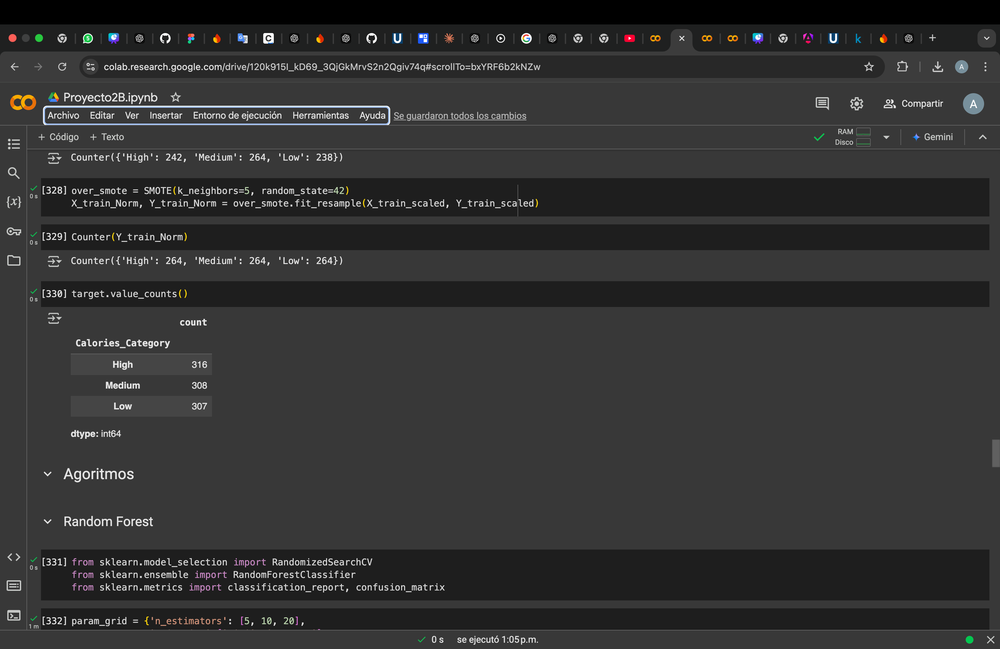 5
colab.research.google.com/drive/120k915I_kD69_3QjGkMrvS2n2Qgiv74q#scrollTo=bxYRF6b2kNZw
A
Proyecto2B.ipynb
Archivo Editar Ver Insertar Entorno de ejecución Herramientas Ayuda Se guardaron todos los cambios
Compartir
A
+ Código + Texto
RAM
Disco
Gemini
Counter({'High': 242, 'Medium': 264, 'Low': 238})
[328] over_smote = SMOTE(k_neighbors=5, random_state=42)
0 s
X_train_Norm, Y_train_Norm = over_smote.fit_resample(X_train_scaled, Y_train_scaled)
[329] Counter(Y_train_Norm)
0 s
Counter({'High': 264, 'Medium': 264, 'Low': 264})
[330] target.value_counts()
0 s
count
Calories_Category
High 316
Medium 308
Low 307
dtype: int64
Agoritmos
Random Forest
[331] from sklearn.model_selection import RandomizedSearchCV
0 s
from sklearn.ensemble import RandomForestClassifier
from sklearn.metrics import classification_report, confusion_matrix
[332] param_grid = {'n_estimators': [5, 10, 20],
1 m
0 s se ejecutó 1:05 p.m.